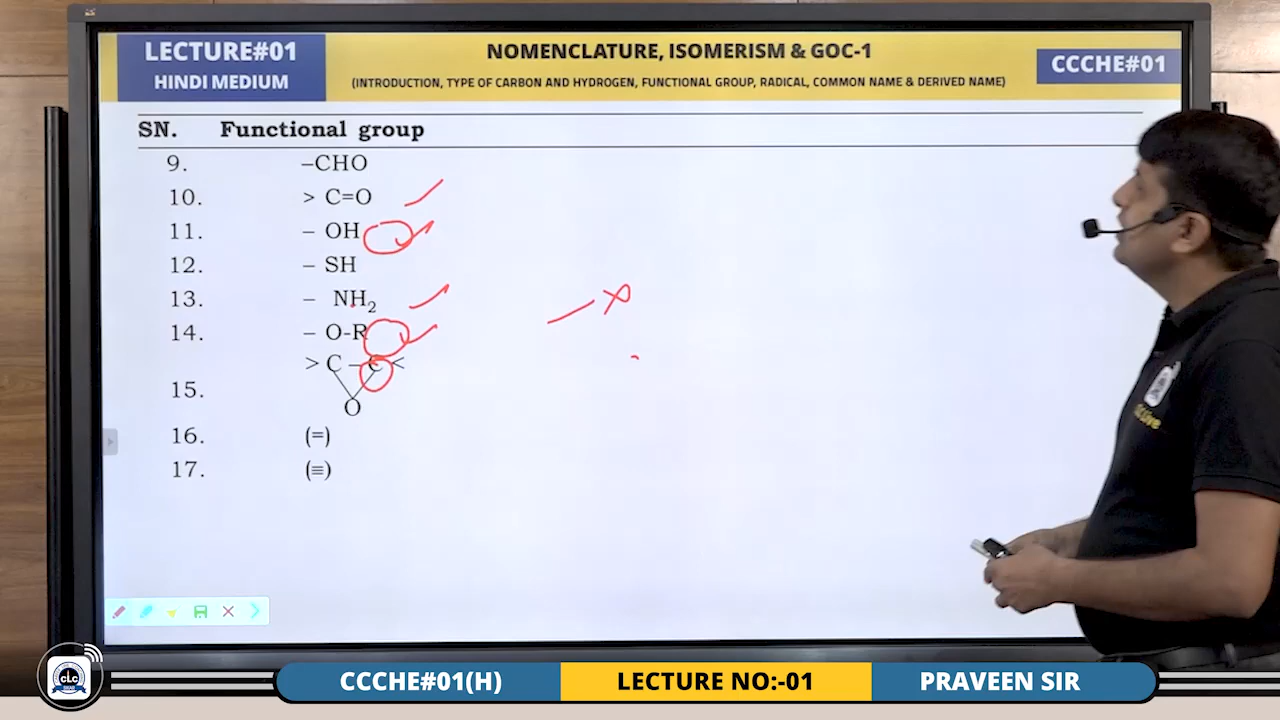 LECTURE#01
HINDI MEDIUM
NOMENCLATURE, ISOMERISM & GOC-1
(INTRODUCTION, TYPE OF CARBON AND HYDROGEN, FUNCTIONAL GROUP, RADICAL, COMMON NAME & DERIVED NAME)
CCCHE#01
SN. Functional group
9. –CHO
10. > C=O
11. – OH
12. – SH
13. – NH₂
14. – O-R
> C – C <
15.
O
16. (=)
17. (≡)
CLC
CCCHE#01(H)
LECTURE NO:-01
PRAVEEN SIR